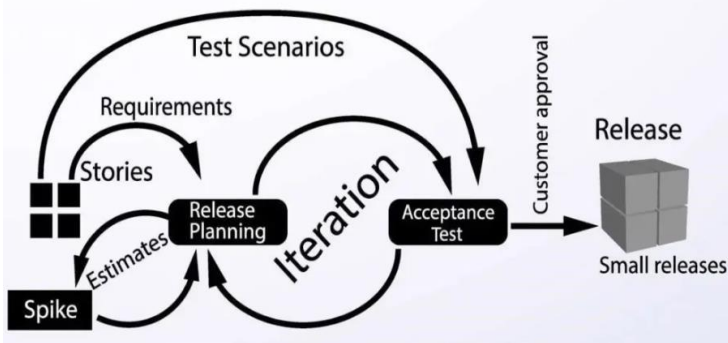 Test Scenarios
Requirements
Stories
Customer approval
Release
Release
Planning
Iteration
Acceptance
Test
Estimates
Spike
Small releases